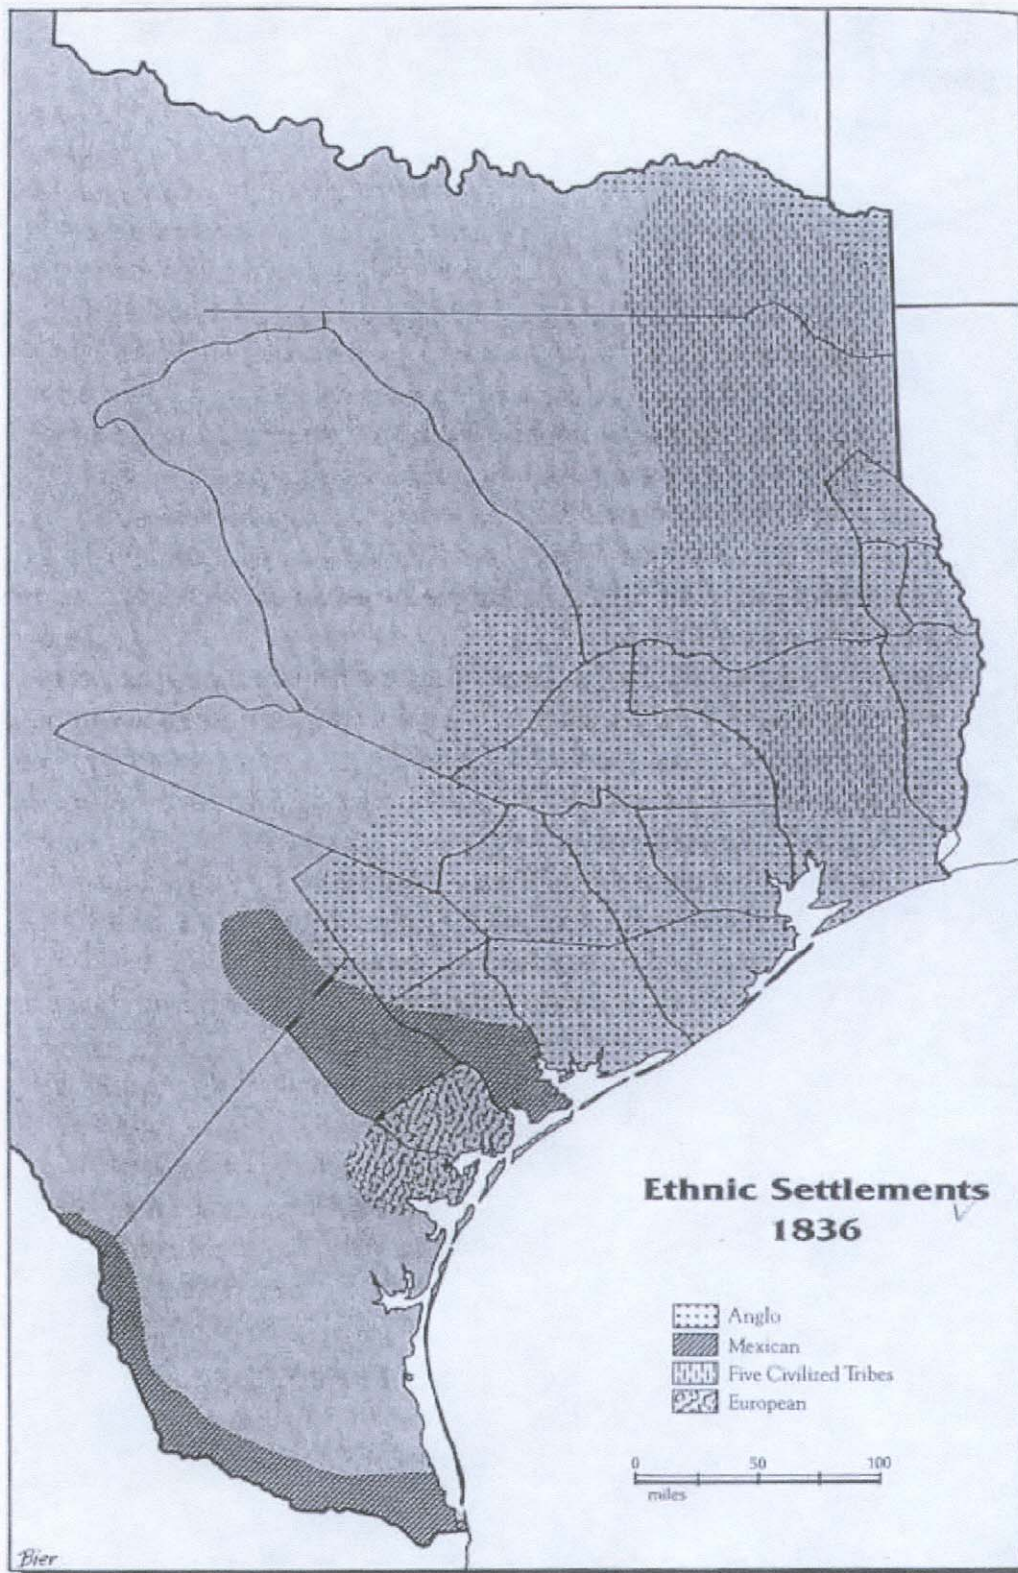 Ethnic Settlements
1836
Anglo
Mexican
Five Civilized Tribes
European
0 50 100
miles
Bier